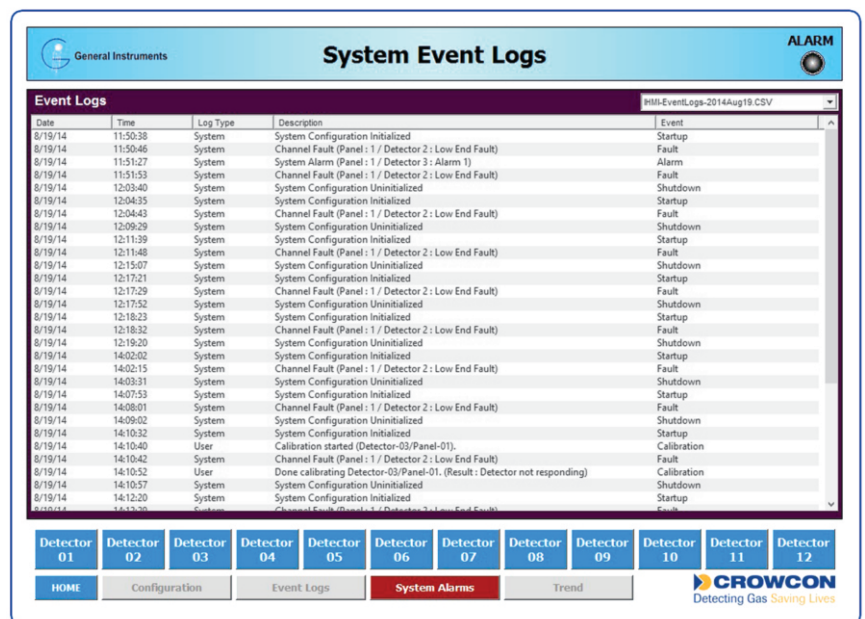 General Instruments
System Event Logs
ALARM
Event Logs
IHMI-EventLogs-2014Aug19.CSV
Date Time Log Type Description Event
8/19/14 11:50:38 System System Configuration Initialized Startup
8/19/14 11:50:46 System Channel Fault (Panel : 1 / Detector 2 : Low End Fault) Fault
8/19/14 11:51:27 System System Alarm (Panel : 1 / Detector 3 : Alarm 1) Alarm
8/19/14 11:51:53 System Channel Fault (Panel : 1 / Detector 2 : Low End Fault) Fault
8/19/14 12:03:40 System System Configuration Uninitialized Shutdown
8/19/14 12:04:35 System System Configuration Initialized Startup
8/19/14 12:04:43 System Channel Fault (Panel : 1 / Detector 2 : Low End Fault) Fault
8/19/14 12:09:29 System System Configuration Uninitialized Shutdown
8/19/14 12:11:39 System System Configuration Initialized Startup
8/19/14 12:11:48 System Channel Fault (Panel : 1 / Detector 2 : Low End Fault) Fault
8/19/14 12:15:07 System System Configuration Uninitialized Shutdown
8/19/14 12:17:21 System System Configuration Initialized Startup
8/19/14 12:17:29 System Channel Fault (Panel : 1 / Detector 2 : Low End Fault) Fault
8/19/14 12:17:52 System System Configuration Uninitialized Shutdown
8/19/14 12:18:23 System System Configuration Initialized Startup
8/19/14 12:18:32 System Channel Fault (Panel : 1 / Detector 2 : Low End Fault) Fault
8/19/14 12:19:20 System System Configuration Uninitialized Shutdown
8/19/14 14:02:02 System System Configuration Initialized Startup
8/19/14 14:02:15 System Channel Fault (Panel : 1 / Detector 2 : Low End Fault) Fault
8/19/14 14:03:31 System System Configuration Uninitialized Shutdown
8/19/14 14:07:53 System System Configuration Initialized Startup
8/19/14 14:08:01 System Channel Fault (Panel : 1 / Detector 2 : Low End Fault) Fault
8/19/14 14:09:02 System System Configuration Uninitialized Shutdown
8/19/14 14:10:32 System System Configuration Initialized Startup
8/19/14 14:10:40 User Calibration started (Detector-03/Panel-01). Calibration
8/19/14 14:10:42 System Channel Fault (Panel : 1 / Detector 2 : Low End Fault) Fault
8/19/14 14:10:52 User Done calibrating Detector-03/Panel-01. (Result : Detector not responding) Calibration
8/19/14 14:10:57 System System Configuration Uninitialized Shutdown
8/19/14 14:12:20 System System Configuration Initialized Startup
8/19/14 System Channel Fault (Panel : 1 / Detector 2 : Low End Fault) Fault
Detector 01 Detector 02 Detector 03 Detector 04 Detector 05 Detector 06 Detector 07 Detector 08 Detector 09 Detector 10 Detector 11 Detector 12
HOME Configuration Event Logs System Alarms Trend
CROWCON
Detecting Gas Saving Lives